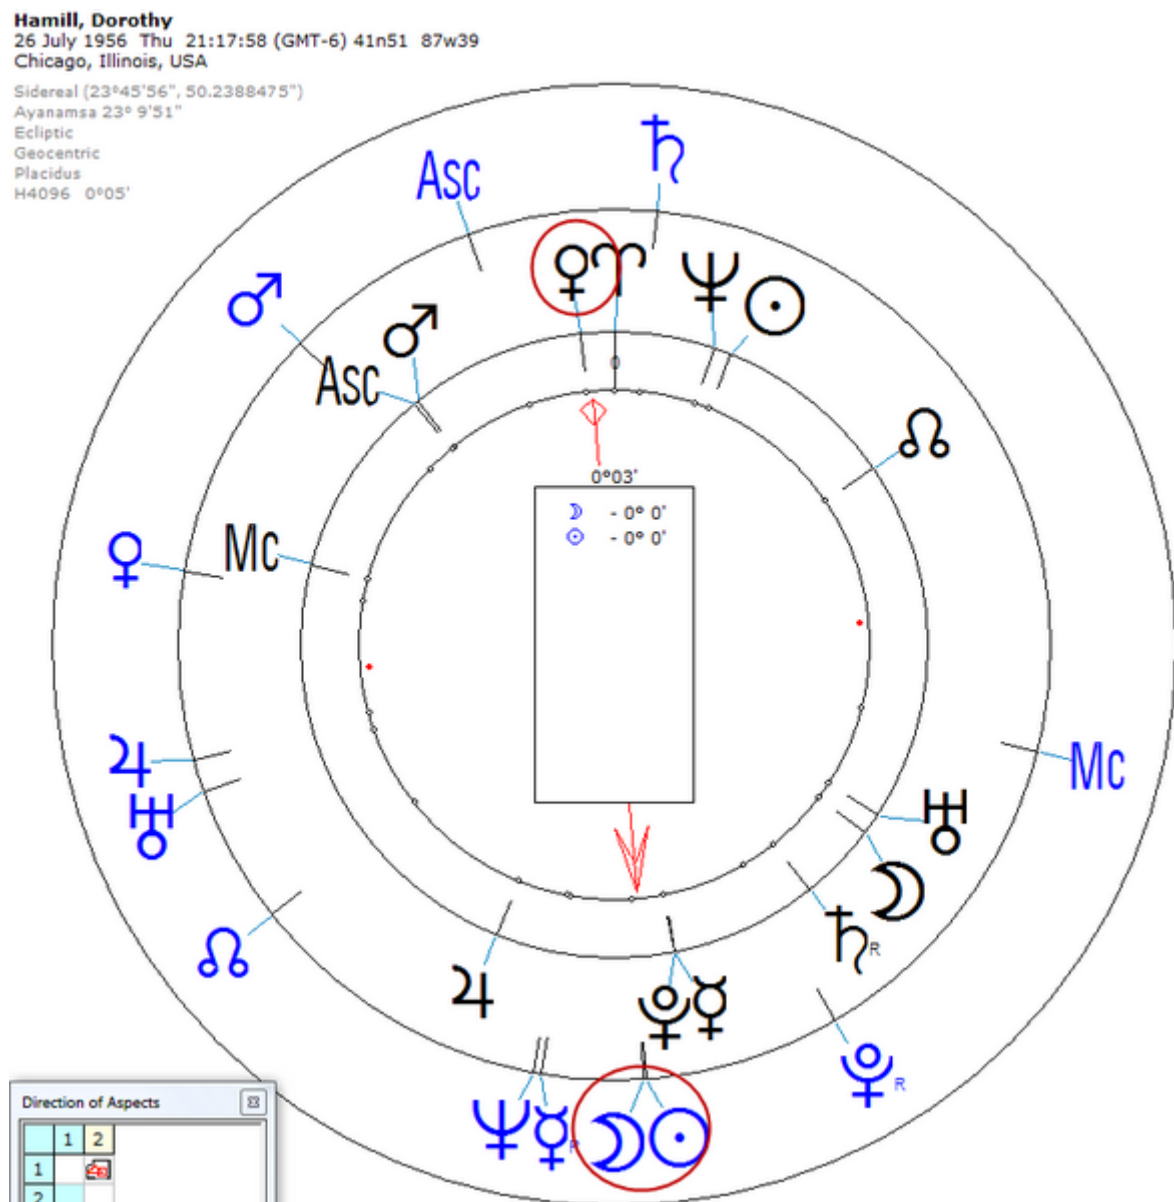 Hamill, Dorothy
26 July 1956 Thu 21:17:58 (GMT-6) 41n51 87w39
Chicago, Illinois, USA
Sidereal (23°45'56", 50.2388475")
Ayanamsa 23° 9'51"
Ecliptic
Geocentric
Placidus
H4096 0°05'
Asc
♄
♂
♀ ♈
♆ ☉
♂
Asc
0
☊
0°03'
☽ - 0° 0'
☉ - 0° 0'
♀
Mc
♃
Mc
♅
♅
☽
♄ R
☊
♃
♇ ☿
♇ R
♆ ☿ R ☽ ☉
Direction of Aspects
1 2
1
2